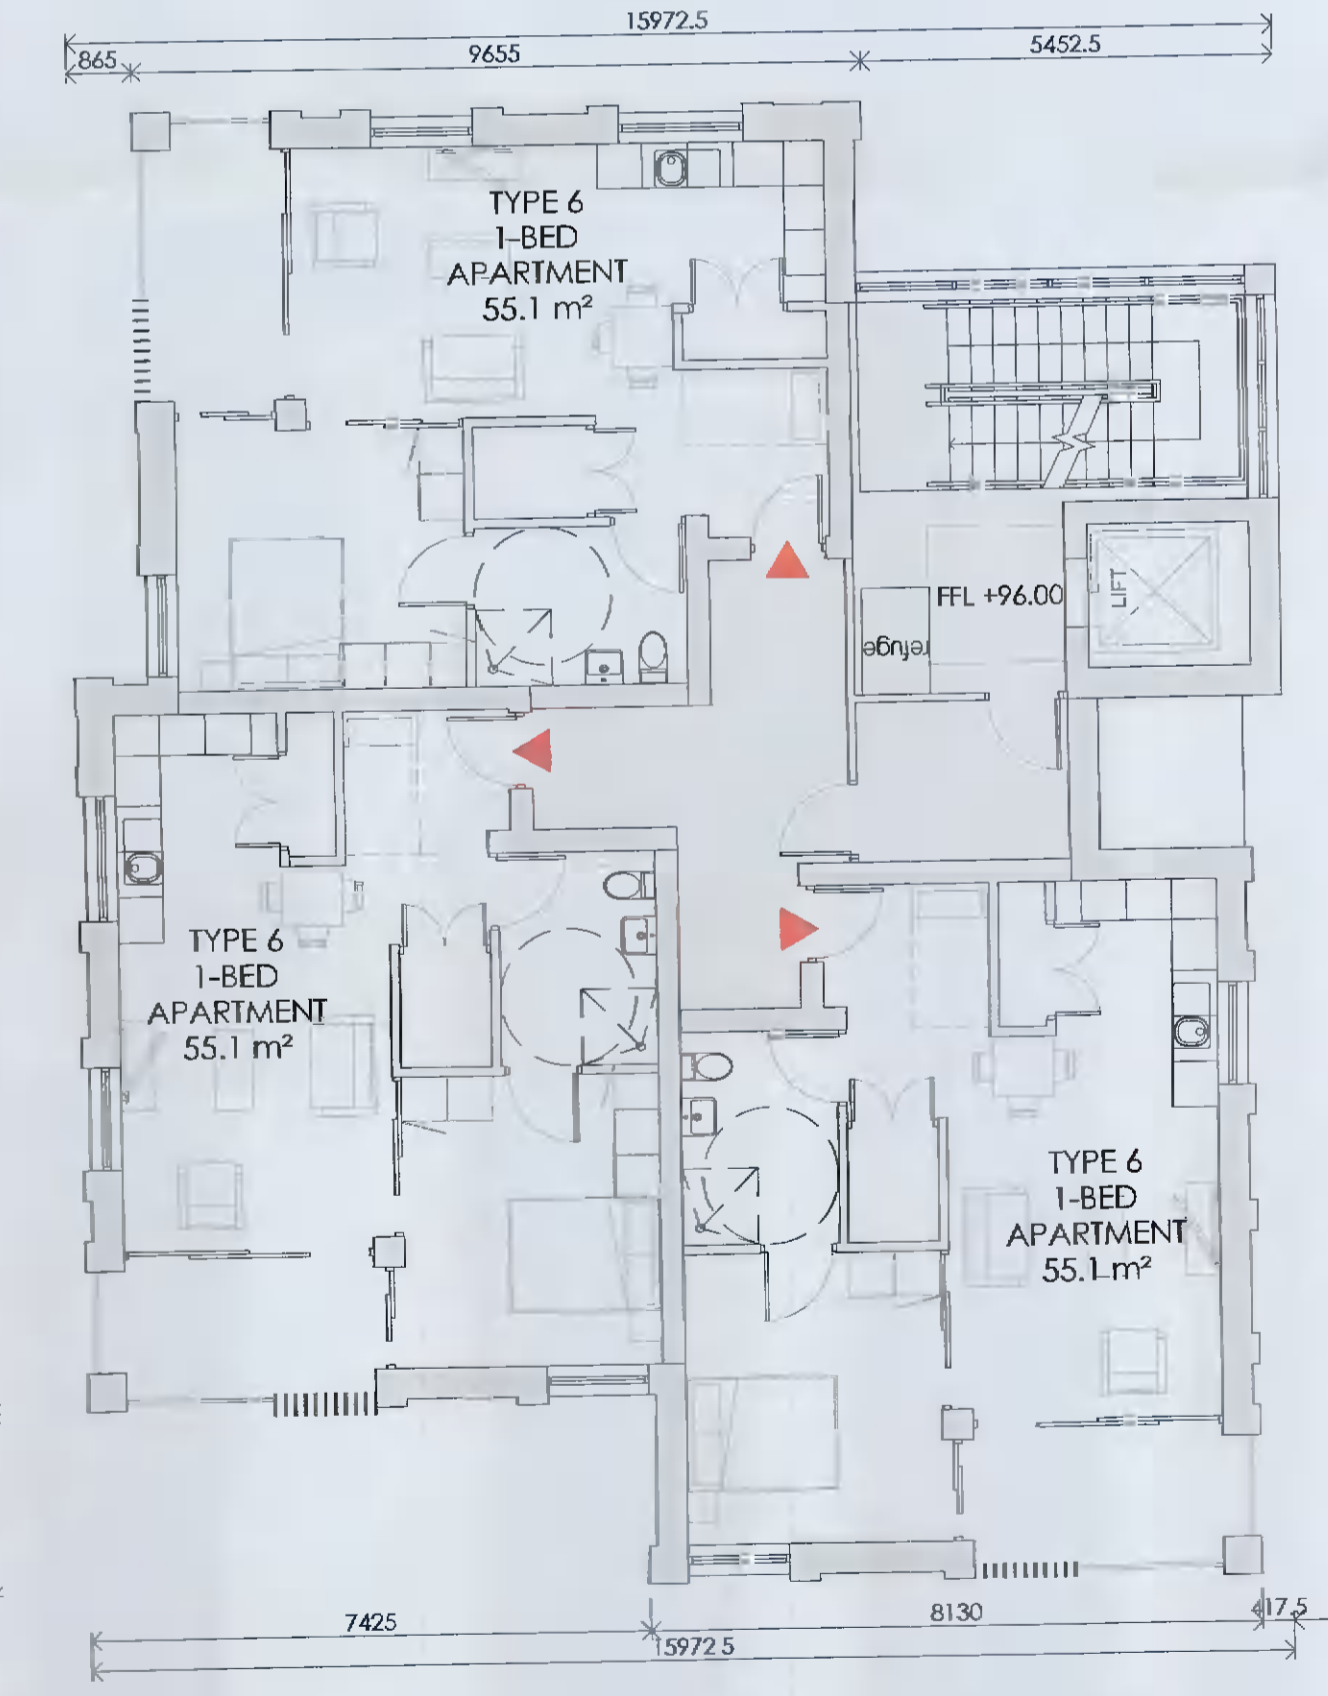 15972.5
865
9655
5452.5
TYPE 6
1-BED
APARTMENT
55.1 m²
FFL +96.00
LIFT
refuge
TYPE 6
1-BED
APARTMENT
55.1 m²
TYPE 6
1-BED
APARTMENT
55.1 m²
7425
8130
417.5
15972.5